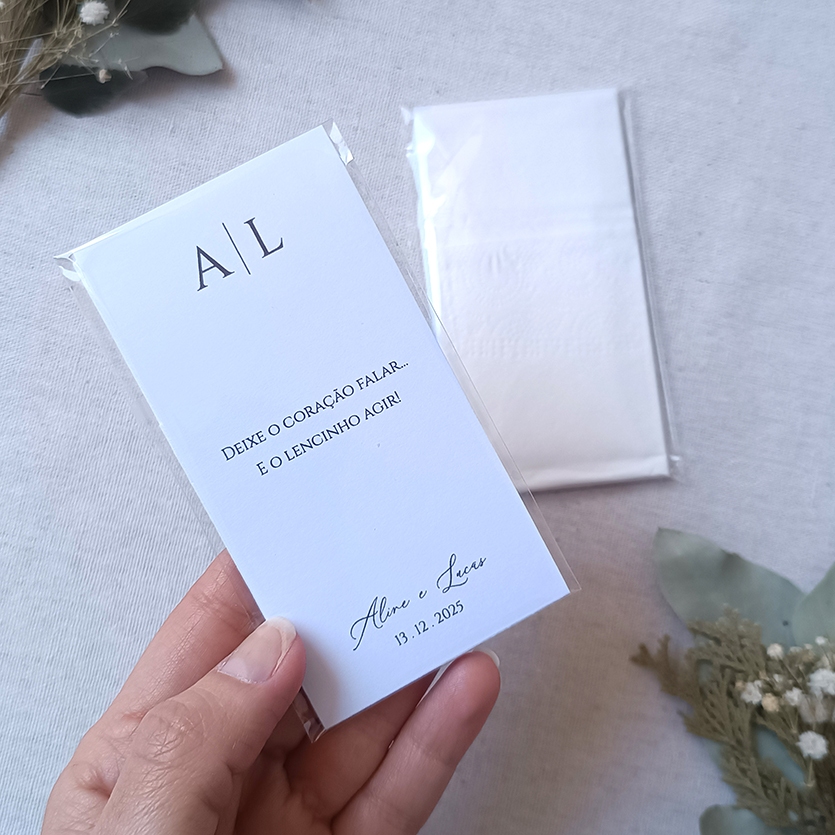 A|L
DEIXE O CORAÇÃO FALAR...
E O LENCINHO AGIR!
Aline e Lucas
13.12.2025